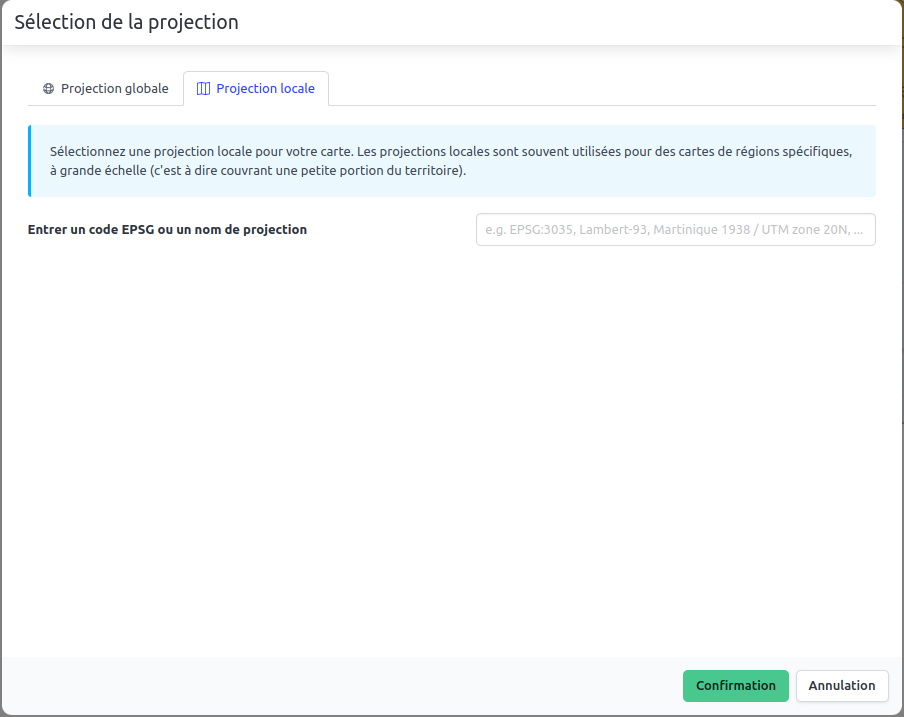 Sélection de la projection
Projection globale
Projection locale
Sélectionnez une projection locale pour votre carte. Les projections locales sont souvent utilisées pour des cartes de régions spécifiques,
à grande échelle (c'est à dire couvrant une petite portion du territoire).
Entrer un code EPSG ou un nom de projection
e.g. EPSG:3035, Lambert-93, Martinique 1938 / UTM zone 20N, ...
Confirmation
Annulation